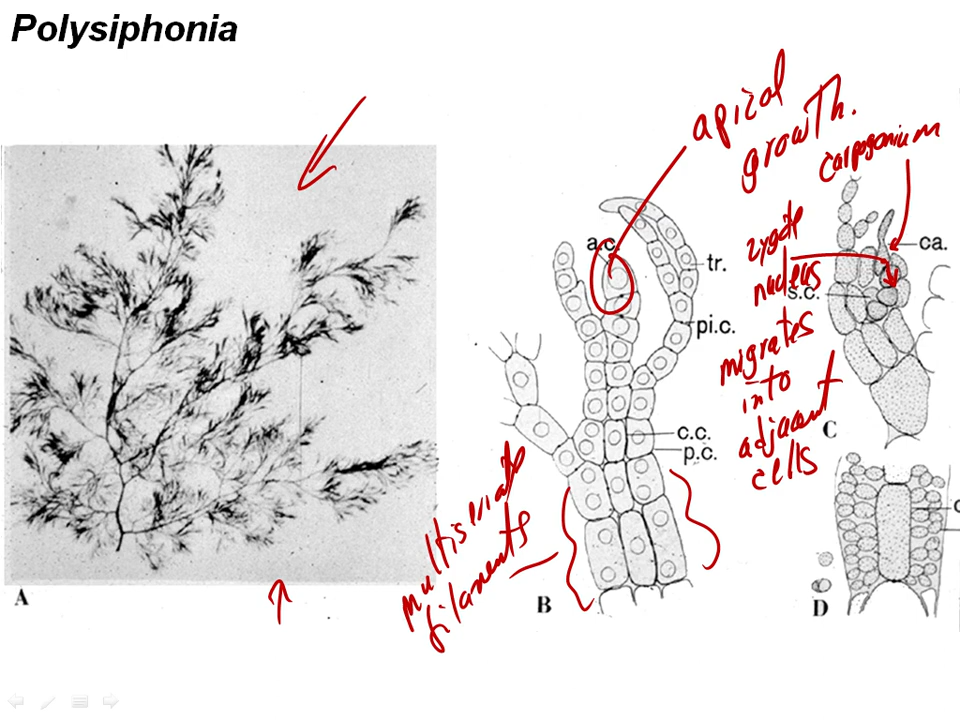 Polysiphonia
apical
growth.
carpogonium
a.c.
tr.
pi.c.
c.c.
p.c.
zygote
nucleus
migrates
into
adjacent
cells
ca.
s.c.
multiseriate
filaments
A
B
C
D